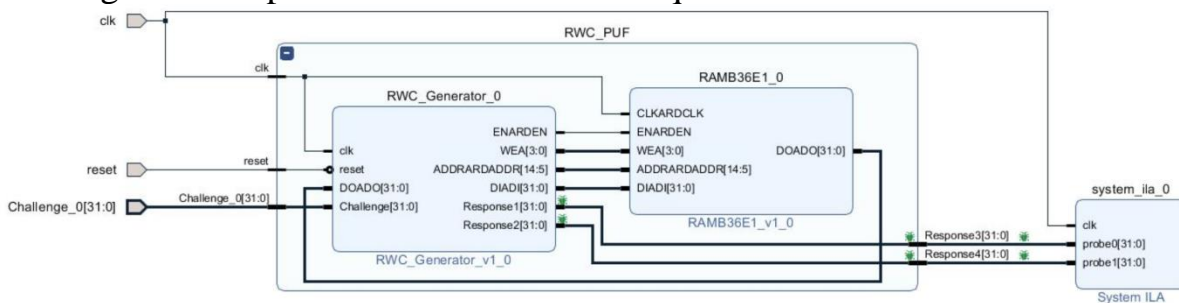 clk
RWC_PUF
clk
RWC_Generator_0
RAMB36E1_0
CLKARDCLK
ENARDEN
ENARDEN
clk
WEA[3:0]
WEA[3:0]
DOADO[31:0]
reset
reset
reset
ADDRARDADDR[14:5]
ADDRARDADDR[14:5]
DOADO[31:0]
DIADI[31:0]
DIADI[31:0]
system_ila_0
Challenge_0[31:0]
Challenge_0[31:0]
Challenge[31:0]
Response1[31:0]
Response2[31:0]
RAMB36E1_v1_0
clk
Response3[31:0]
probe0[31:0]
Response4[31:0]
probe1[31:0]
RWC_Generator_v1_0
System ILA